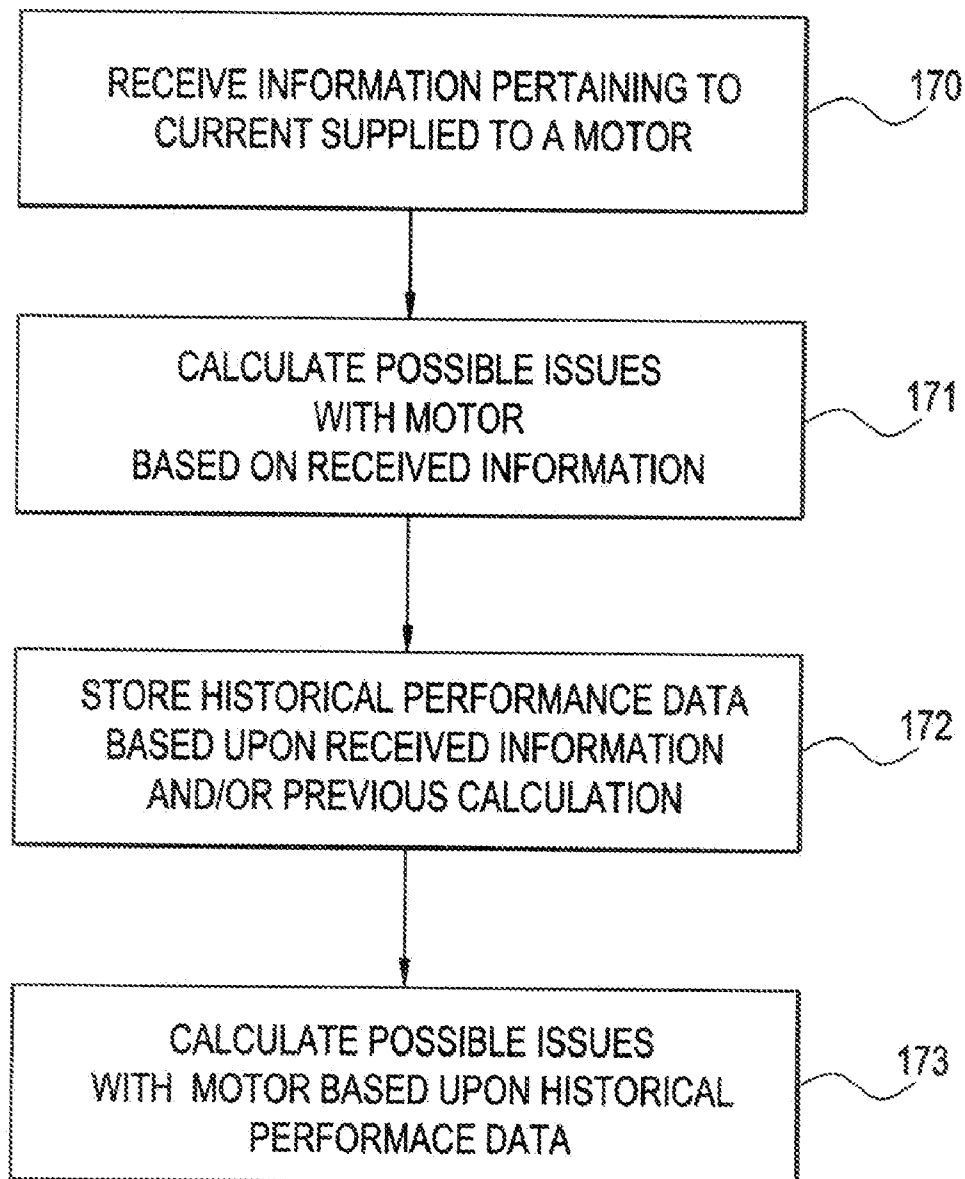 RECEIVE INFORMATION PERTAINING TO
CURRENT SUPPLIED TO A MOTOR
170
CALCULATE POSSIBLE ISSUES
WITH MOTOR
BASED ON RECEIVED INFORMATION
171
STORE HISTORICAL PERFORMANCE DATA
BASED UPON RECEIVED INFORMATION
AND/OR PREVIOUS CALCULATION
172
CALCULATE POSSIBLE ISSUES
WITH MOTOR BASED UPON HISTORICAL
PERFORMACE DATA
173